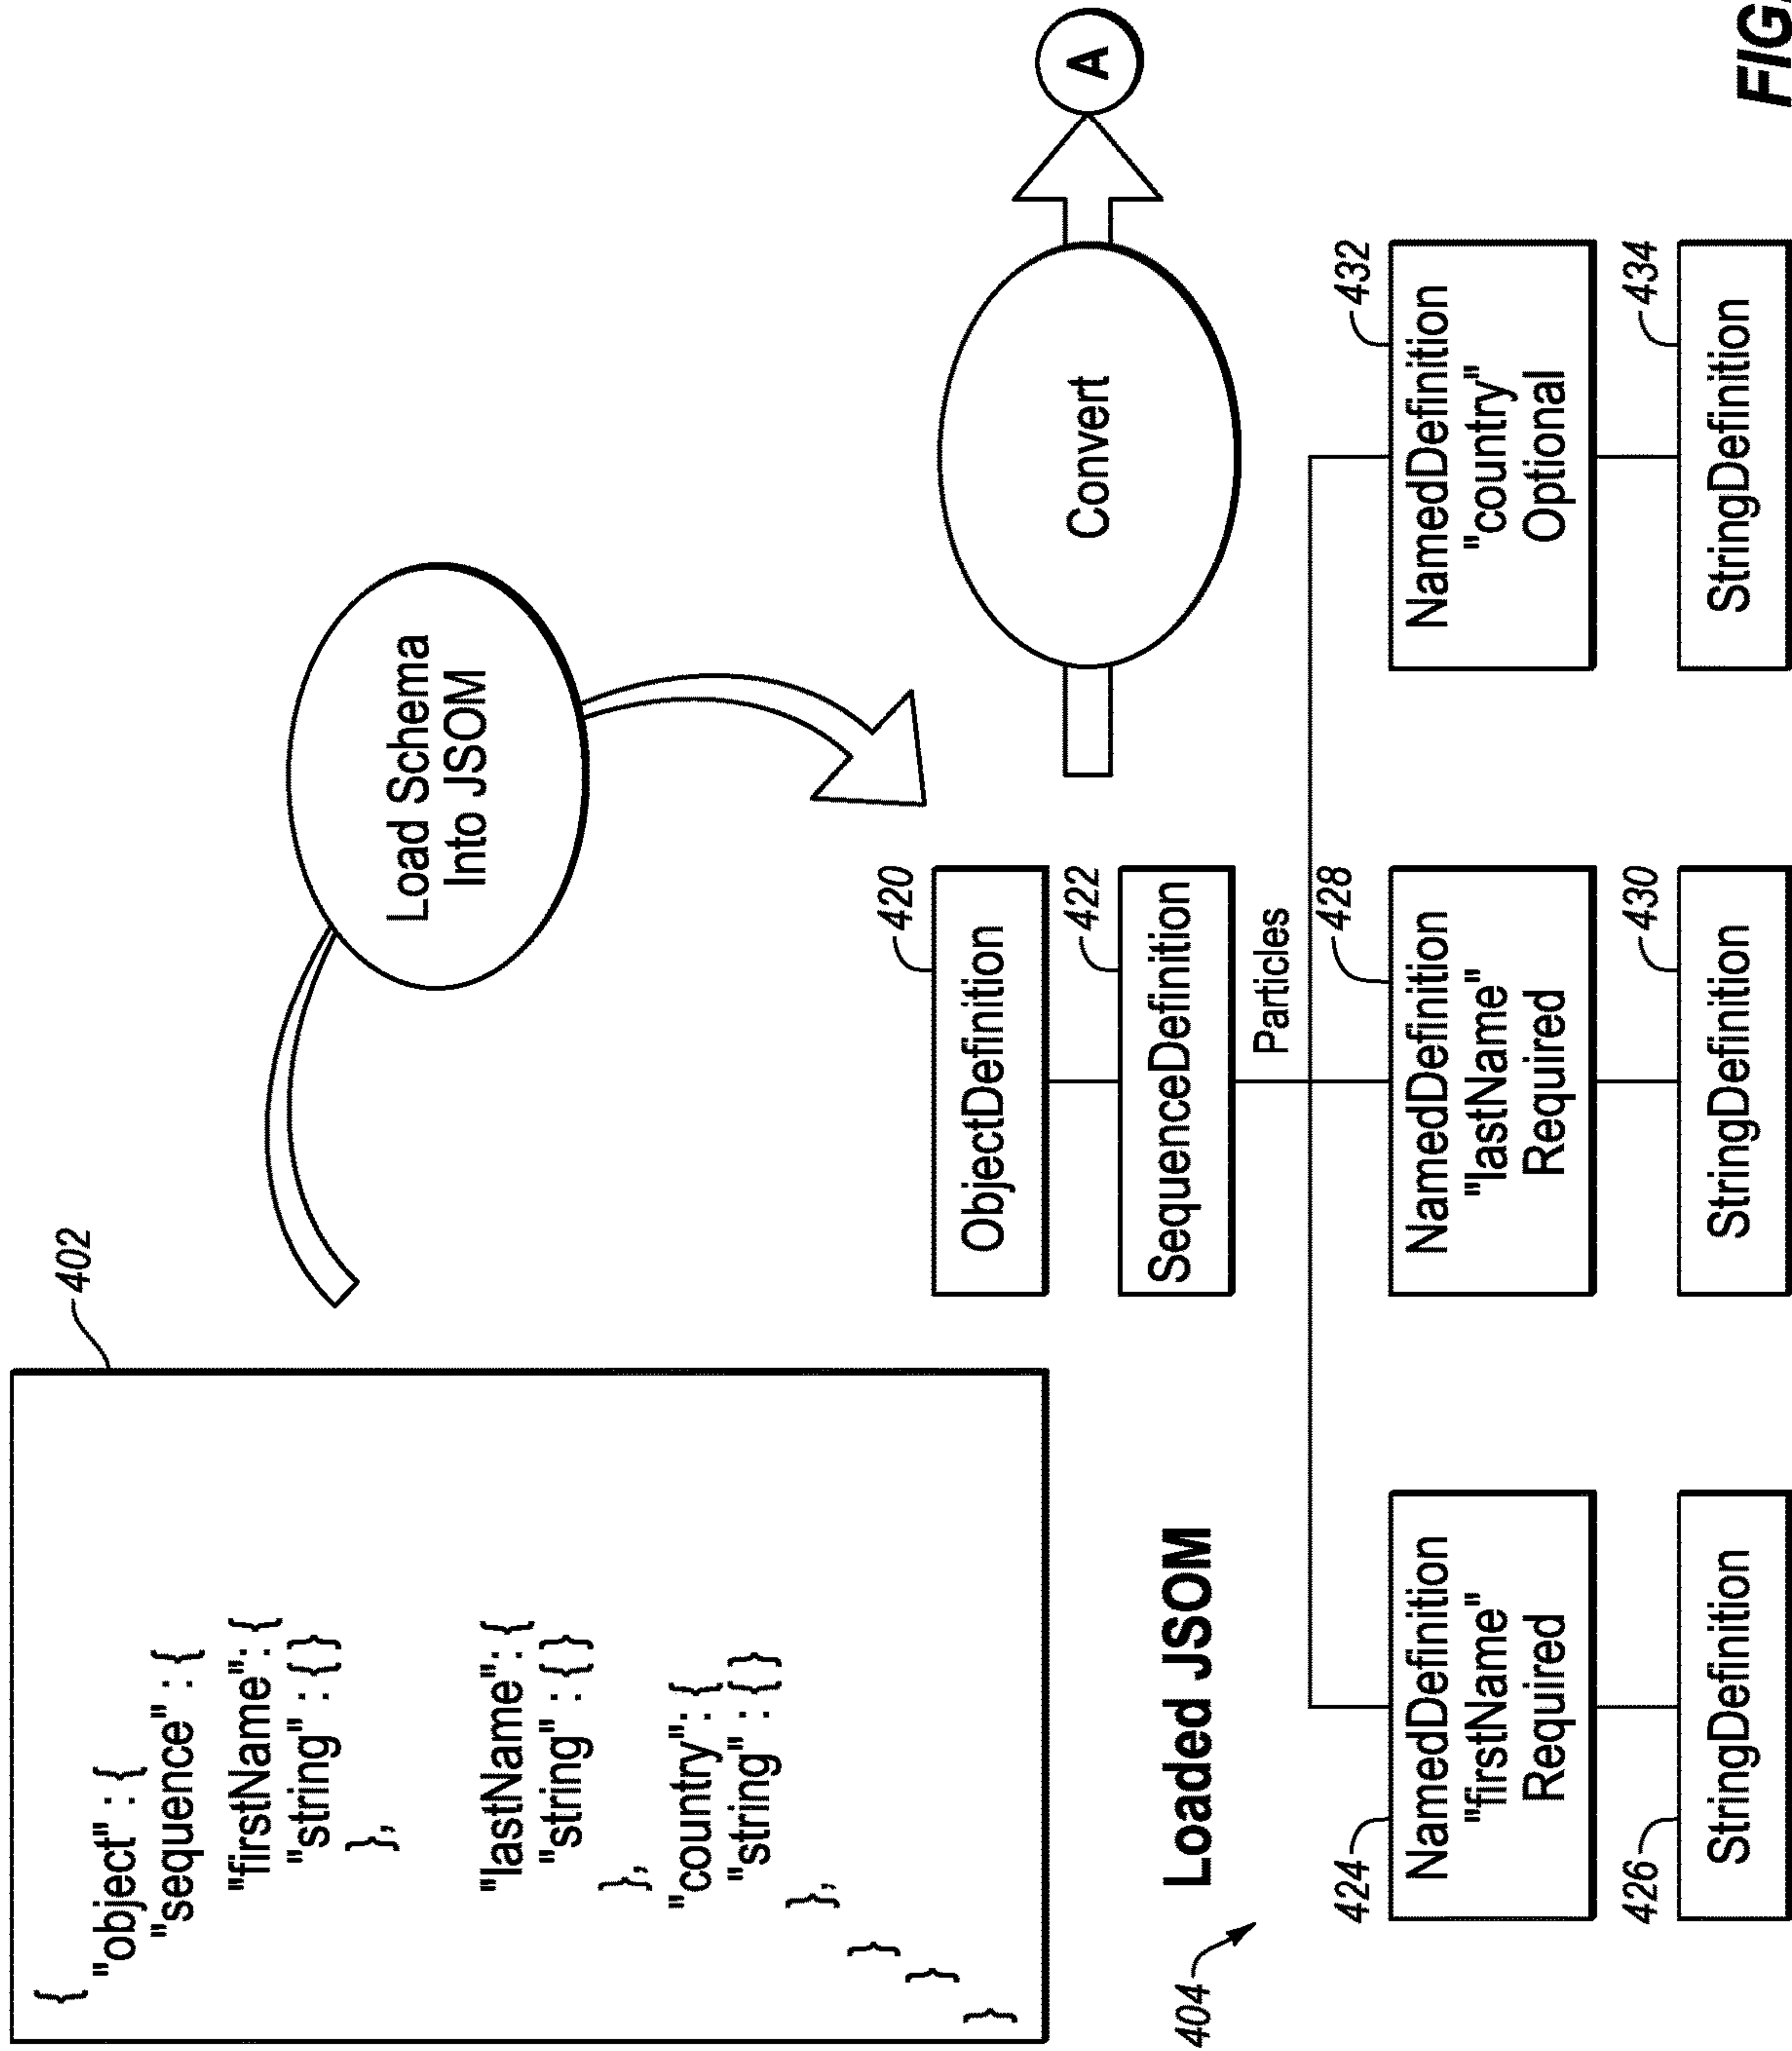 402
{
"object" : {
"sequence" : {
"firstName": {
"string" : {}
},
"lastName": {
"string" : {}
},
"country": {
"string" : {}
},
}
}
}
Load Schema
Into JSOM
404
Loaded JSOM
420
ObjectDefinition
422
SequenceDefinition
Particles
Convert
A
424
NamedDefinition
"firstName"
Required
426
StringDefinition
428
NamedDefinition
"lastName"
Required
430
StringDefinition
432
NamedDefinition
"country"
Optional
434
StringDefinition
FIG.